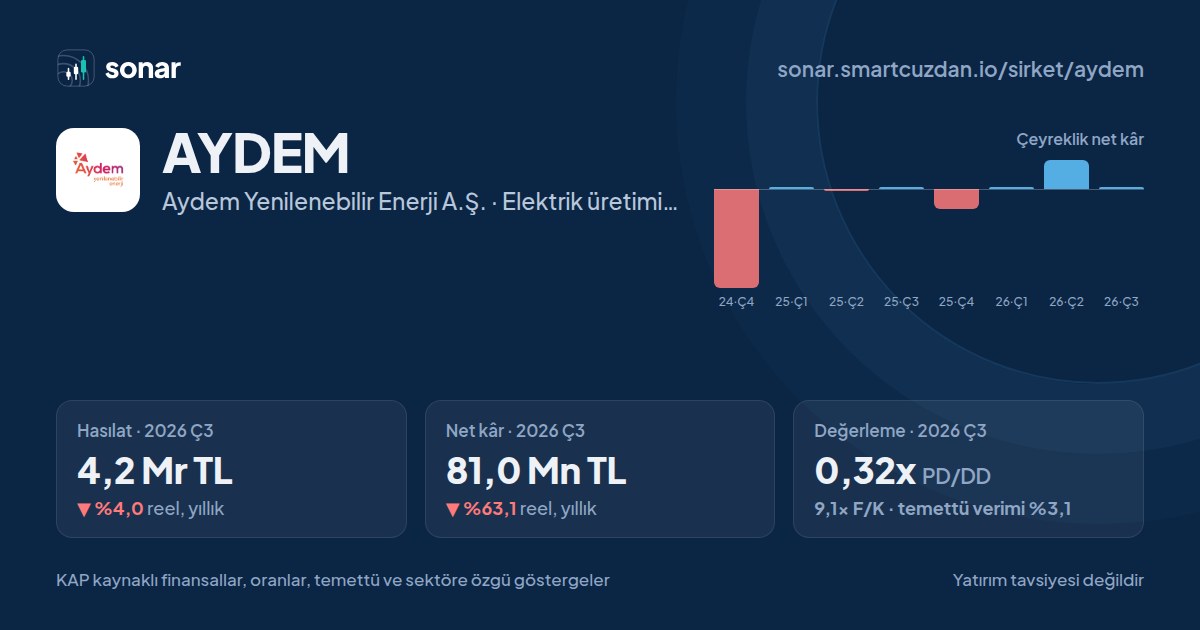 sonar
sonar.smartcuzdan.io/sirket/aydem
Aydem
yenilenebilir
enerji
AYDEM
Aydem Yenilenebilir Enerji A.Ş. · Elektrik üretimi…
Çeyreklik net kâr
24-Ç4 25-Ç1 25-Ç2 25-Ç3 25-Ç4 26-Ç1 26-Ç2 26-Ç3
Hasılat · 2026 Ç3
4,2 Mr TL
▼ %4,0 reel, yıllık
Net kâr · 2026 Ç3
81,0 Mn TL
▼ %63,1 reel, yıllık
Değerleme · 2026 Ç3
0,32x PD/DD
9,1× F/K · temettü verimi %3,1
KAP kaynaklı finansallar, oranlar, temettü ve sektöre özgü göstergeler
Yatırım tavsiyesi değildir